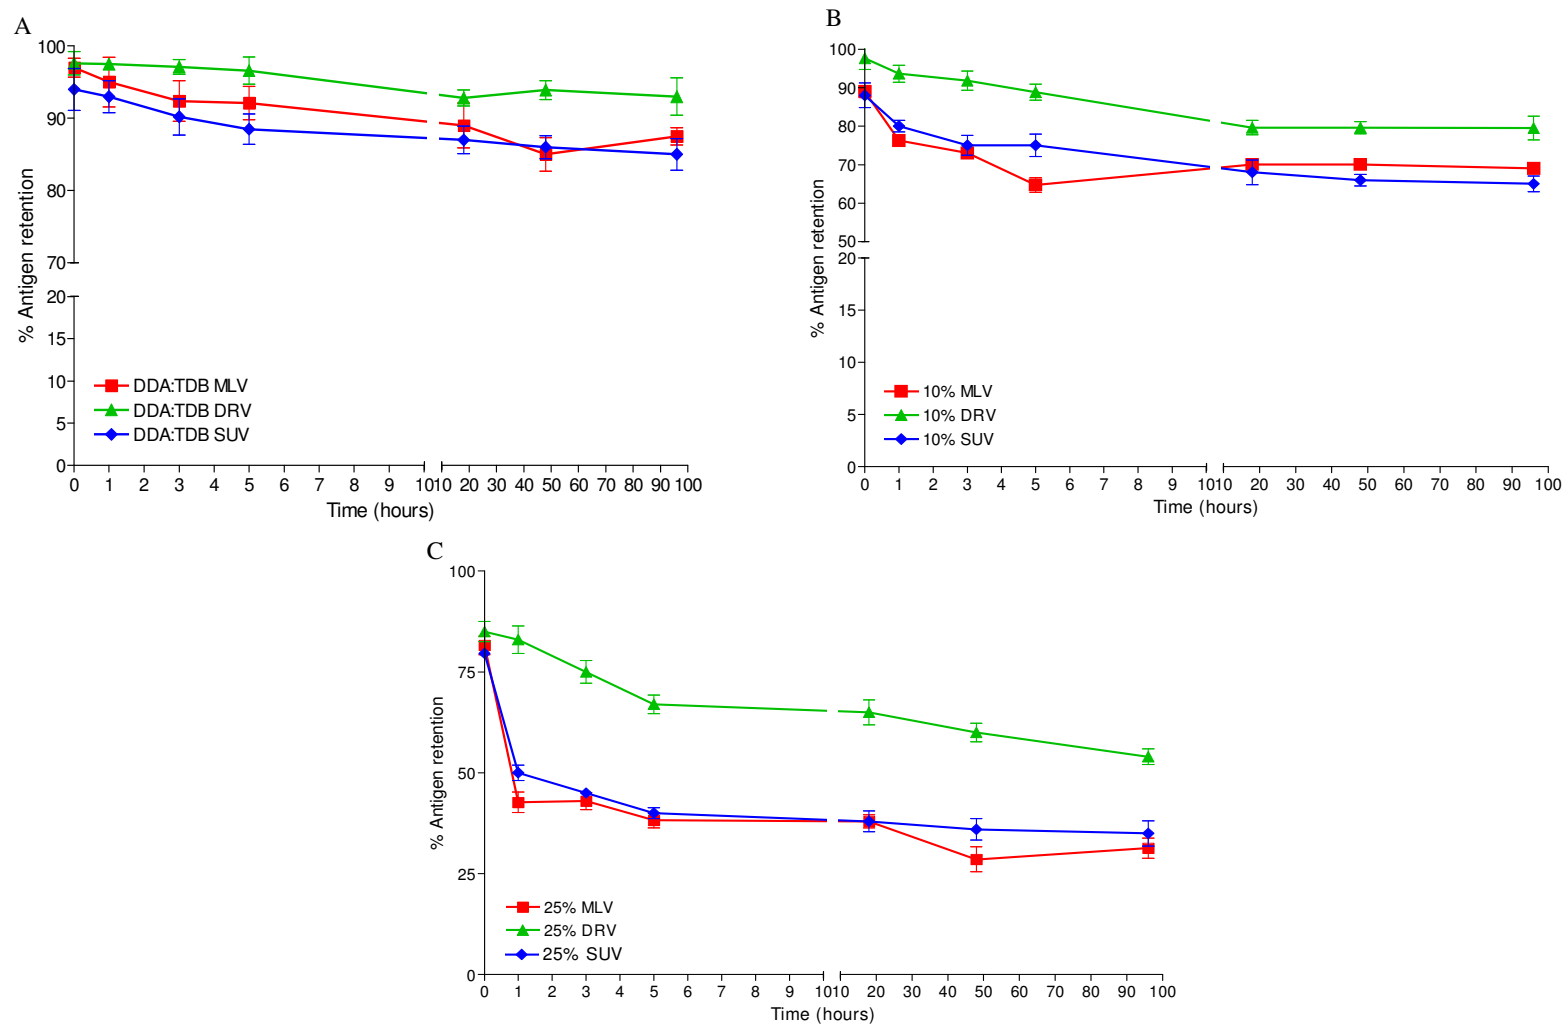 A
100
90
80
70
20
15
10
5
0
% Antigen retention
DDA:TDB MLV
DDA:TDB DRV
DDA:TDB SUV
0 1 2 3 4 5 6 7 8 9 10 10 20 30 40 50 60 70 80 90 100
Time (hours)
B
100
90
80
70
60
50
20
15
10
5
0
% Antigen retention
10% MLV
10% DRV
10% SUV
0 1 2 3 4 5 6 7 8 9 10 10 20 30 40 50 60 70 80 90 100
Time (hours)
C
100
75
50
25
0
% Antigen retention
25% MLV
25% DRV
25% SUV
0 1 2 3 4 5 6 7 8 9 10 10 20 30 40 50 60 70 80 90 100
Time (hours)